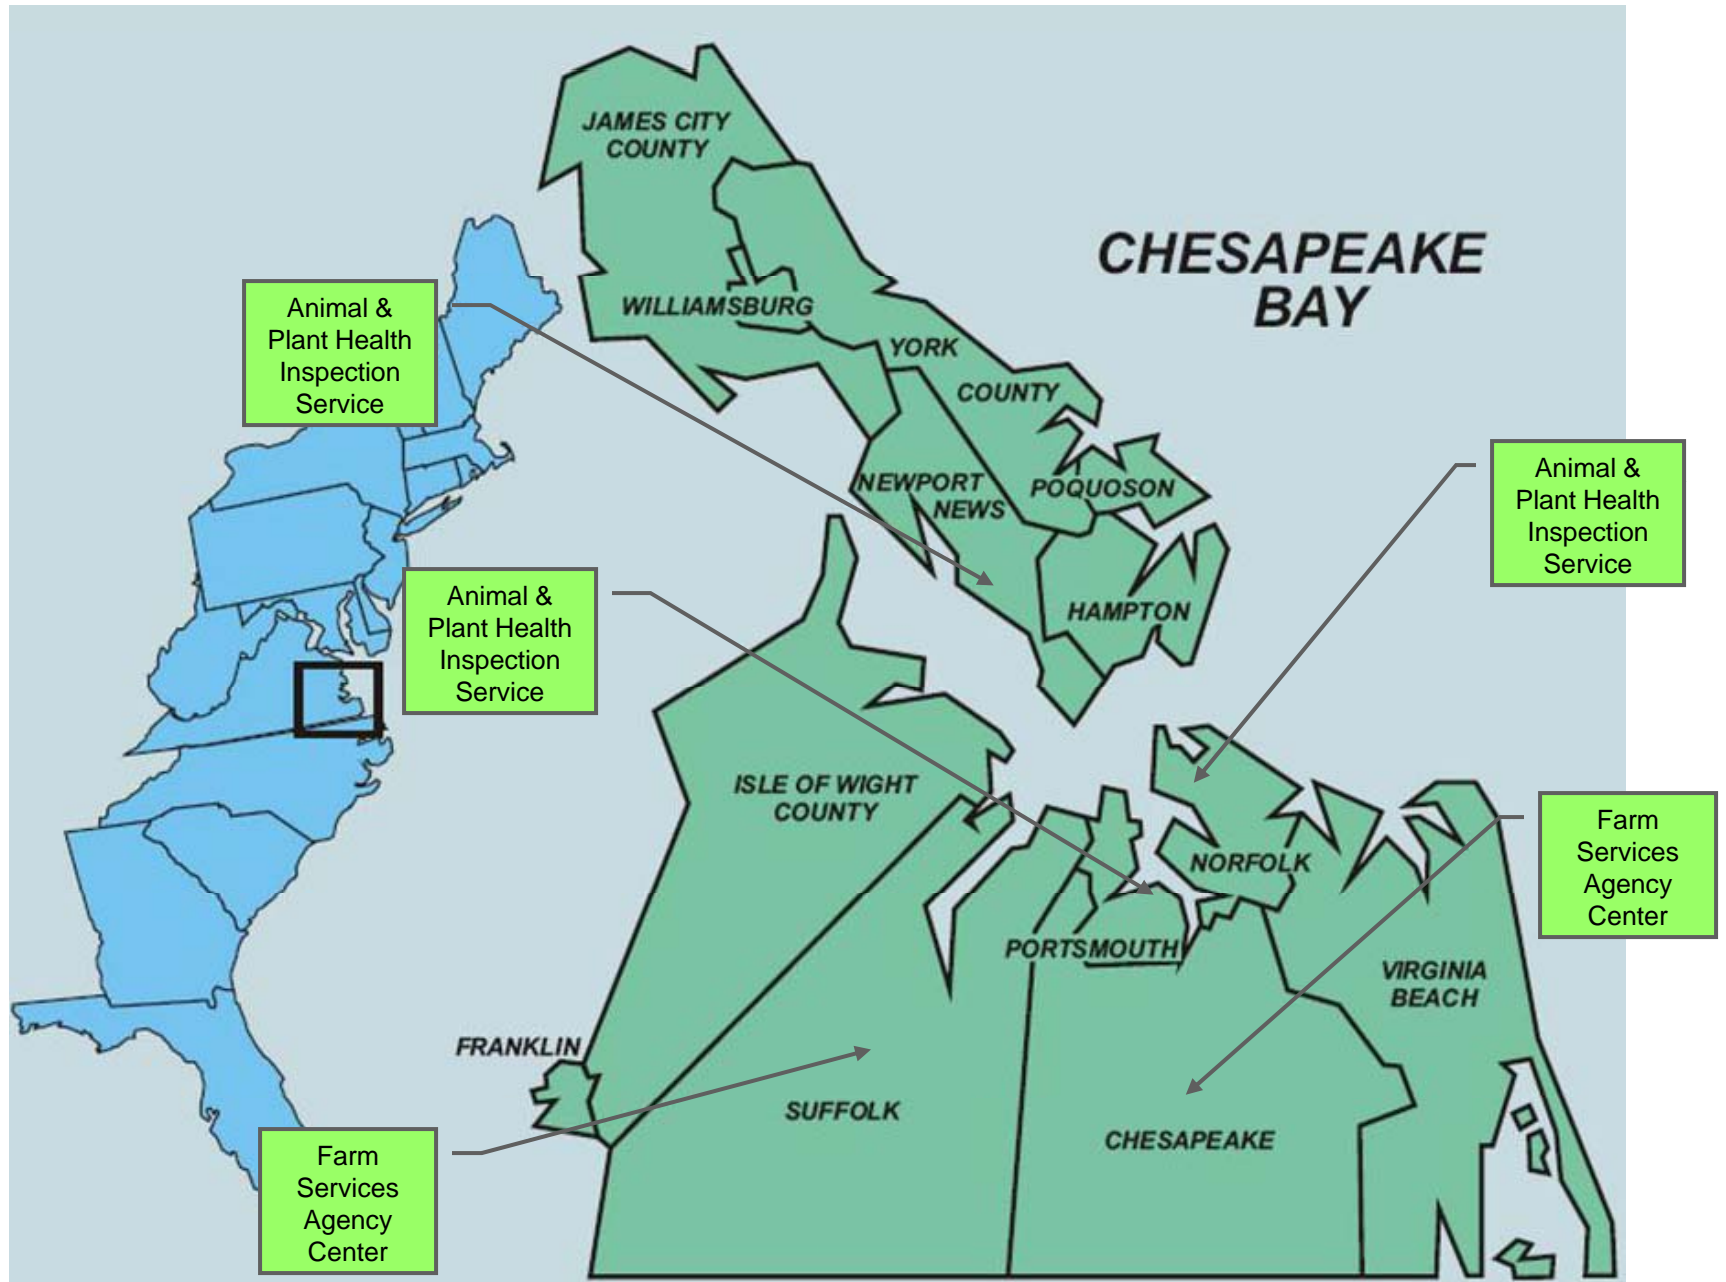 JAMES CITY
COUNTY
CHESAPEAKE
BAY
Animal &
Plant Health
Inspection
Service
WILLIAMSBURG
YORK
COUNTY
NEWPORT
NEWS
POQUOSON
Animal &
Plant Health
Inspection
Service
Animal &
Plant Health
Inspection
Service
HAMPTON
ISLE OF WIGHT
COUNTY
NORFOLK
Farm
Services
Agency
Center
PORTSMOUTH
VIRGINIA
BEACH
FRANKLIN
SUFFOLK
CHESAPEAKE
Farm
Services
Agency
Center